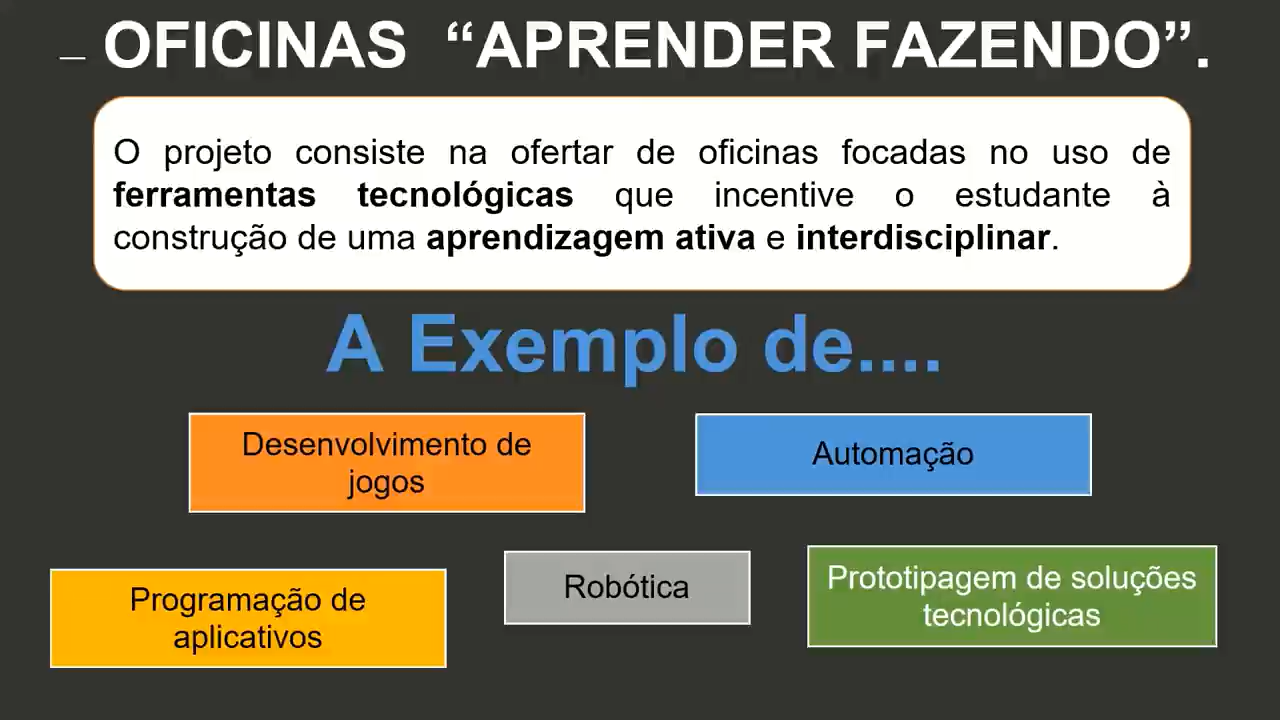 – OFICINAS “APRENDER FAZENDO”.
O projeto consiste na ofertar de oficinas focadas no uso de
ferramentas tecnológicas que incentive o estudante à
construção de uma aprendizagem ativa e interdisciplinar.
A Exemplo de....
Desenvolvimento de
jogos
Automação
Programação de
aplicativos
Robótica
Prototipagem de soluções
tecnológicas